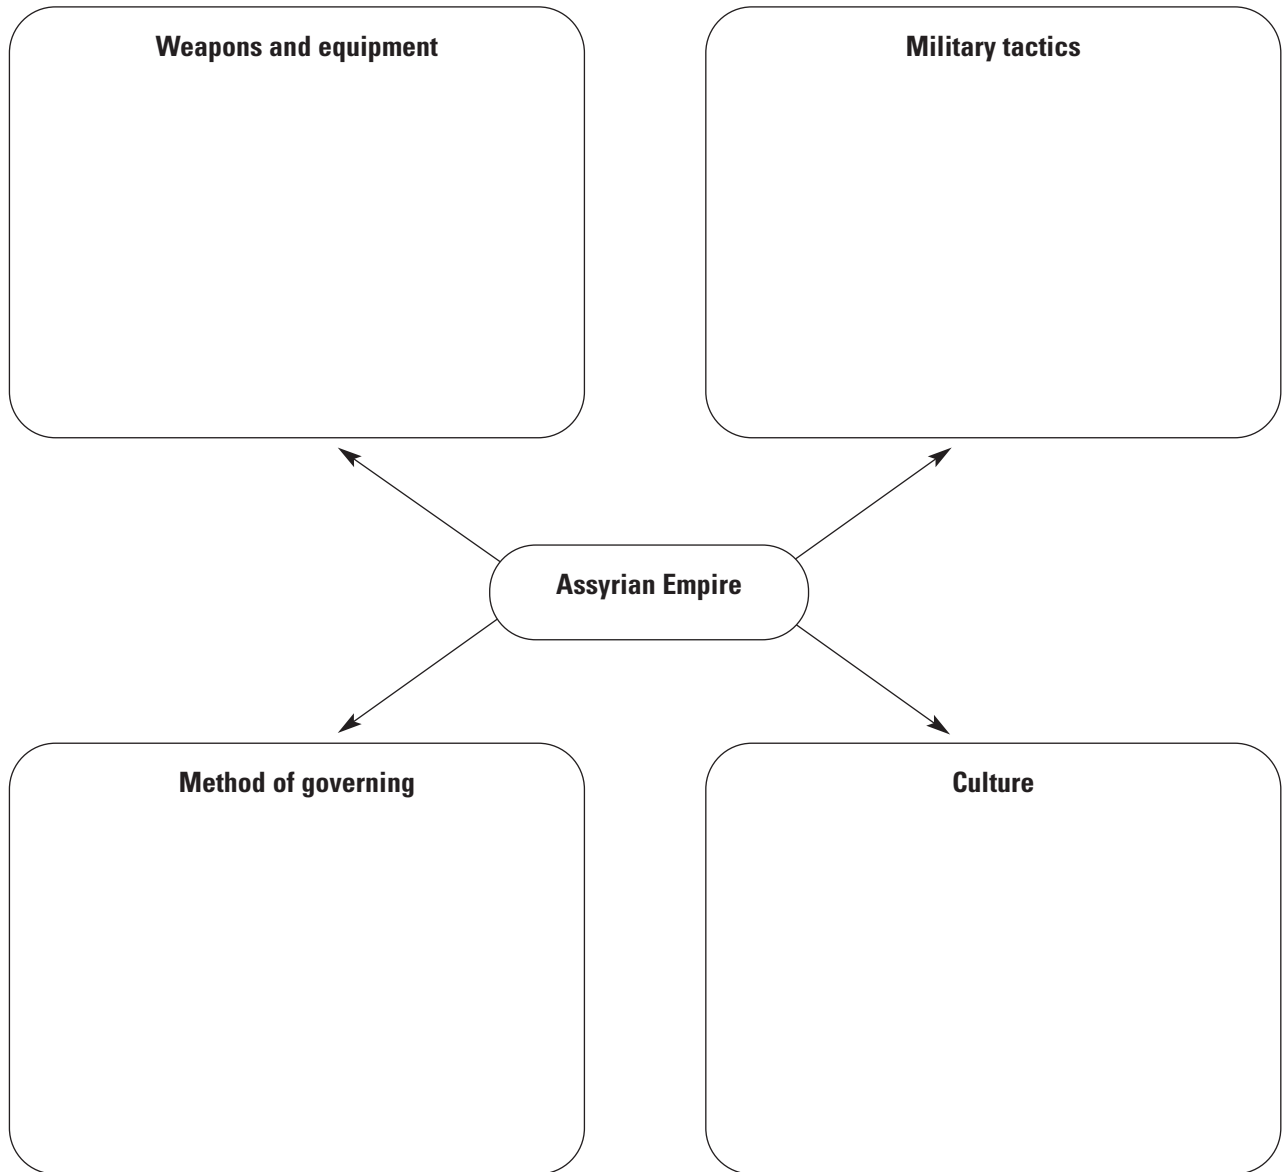 Weapons and equipment
Military tactics
Assyrian Empire
Method of governing
Culture